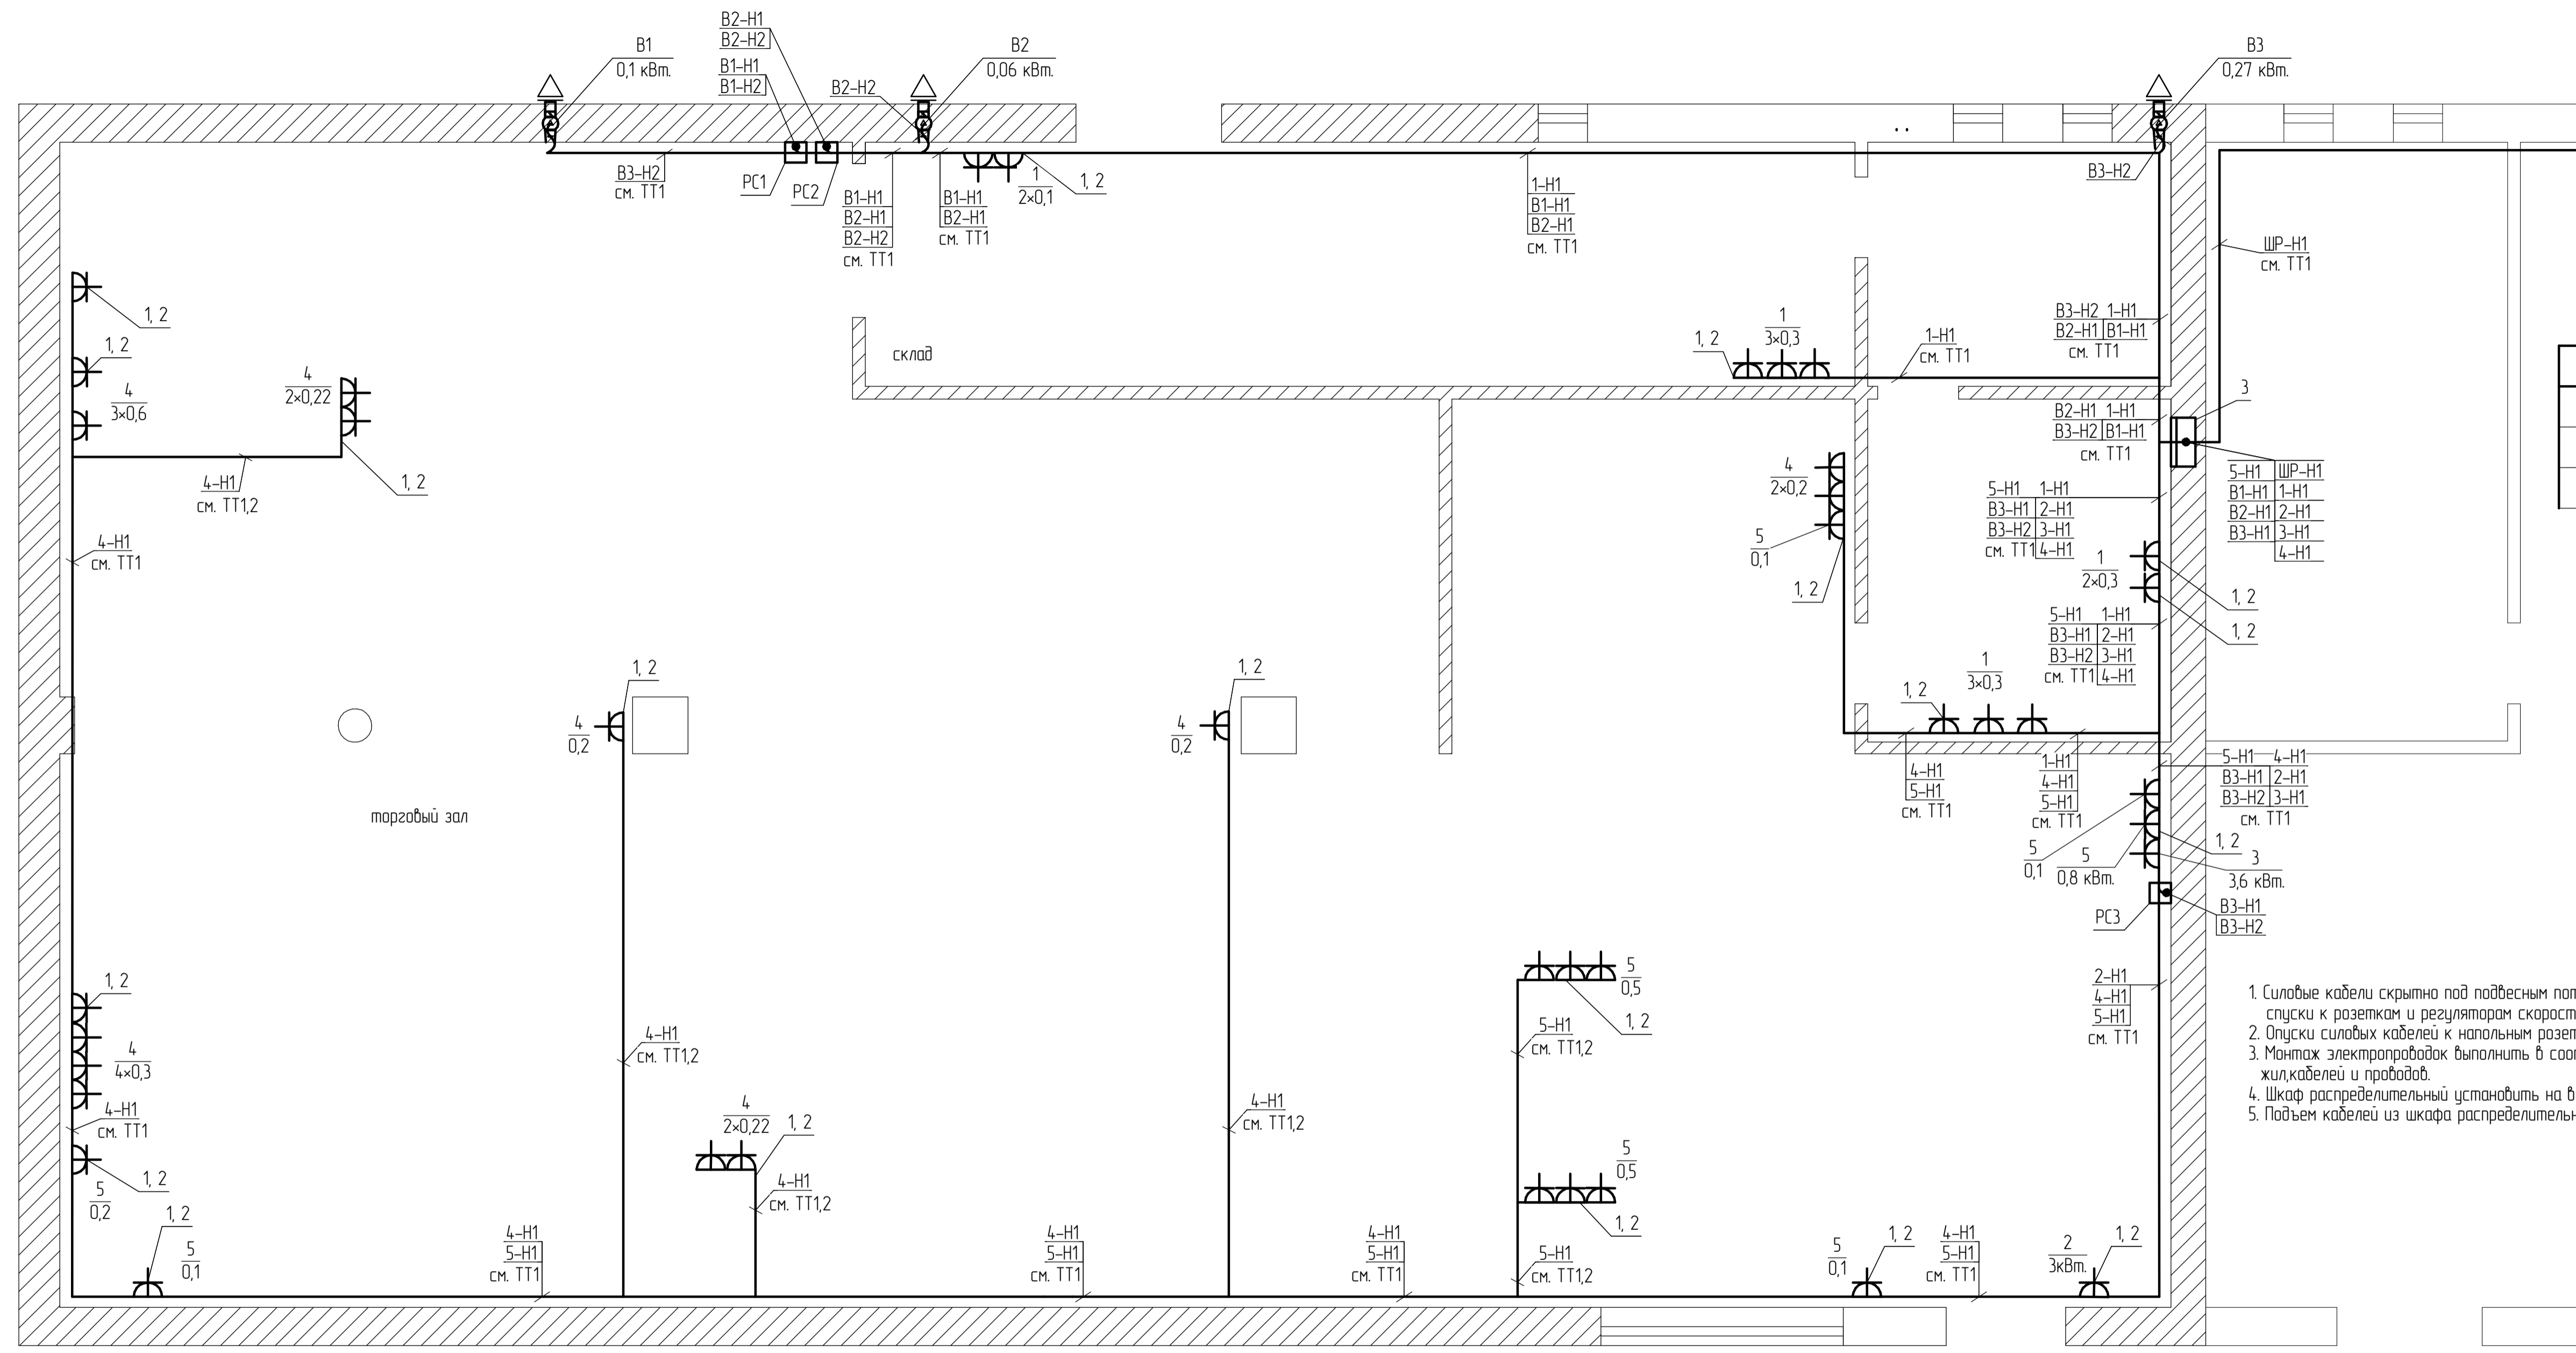 В2-Н1
В2-Н2
В1
0,1 кВт.
В1-Н1
В1-Н2
В2-Н2
В2
0,06 кВт.
В3
0,27 кВт.
В3-Н2
см. ТТ1
РС1
РС2
В1-Н1
В2-Н1
В2-Н2
см. ТТ1
В1-Н1
В2-Н1
см. ТТ1
1
2×0,1
1, 2
1-Н1
В1-Н1
В2-Н1
см. ТТ1
В3-Н2
ШР-Н1
см. ТТ1
1, 2
1, 2
4
3×0,6
4
2×0,22
1, 2
4-Н1
см. ТТ1,2
4-Н1
см. ТТ1
склад
1, 2
1
3×0,3
1-Н1
см. ТТ1
В3-Н2 1-Н1
В2-Н1 В1-Н1
см. ТТ1
В2-Н1 1-Н1
В3-Н2 В1-Н1
см. ТТ1
3
4
2×0,2
5
0,1
1, 2
5-Н1 1-Н1
В3-Н1 2-Н1
В3-Н2 3-Н1
см. ТТ1 4-Н1
5-Н1 ШР-Н1
В1-Н1 1-Н1
В2-Н1 2-Н1
В3-Н1 3-Н1
4-Н1
1
2×0,3
1, 2
1, 2
5-Н1 1-Н1
В3-Н1 2-Н1
В3-Н2 3-Н1
см. ТТ1 4-Н1
1, 2
4
0,2
1, 2
4
0,2
1, 2
1
3×0,3
4-Н1
5-Н1
см. ТТ1
1-Н1
4-Н1
5-Н1
см. ТТ1
5-Н1 4-Н1
В3-Н1 2-Н1
В3-Н2 3-Н1
см. ТТ1
торговый зал
5
0,1
5
0,8 кВт.
1, 2
3
3,6 кВт.
РС3
В3-Н1
В3-Н2
2-Н1
4-Н1
5-Н1
см. ТТ1
1, 2
4
4×0,3
4-Н1
см. ТТ1
1, 2
5
0,2
1, 2
5
0,1
4-Н1
см. ТТ1,2
4
2×0,22
1, 2
4-Н1
см. ТТ1,2
4-Н1
см. ТТ1,2
5
0,5
1, 2
5-Н1
см. ТТ1,2
5
0,5
1, 2
5-Н1
см. ТТ1,2
4-Н1
5-Н1
см. ТТ1
4-Н1
5-Н1
см. ТТ1
4-Н1
5-Н1
см. ТТ1
5
0,1
1, 2
4-Н1
5-Н1
см. ТТ1
2
3кВт.
1, 2
1. Силовые кабели скрытно под подвесным
спуски к розеткам и регуляторам
2. Опуски силовых кабелей к напольным
3. Монтаж электропроводок выполнить в
жил,кабелей и проводов.
4. Шкаф распределительный установить на
5. Подъем кабелей из шкафа